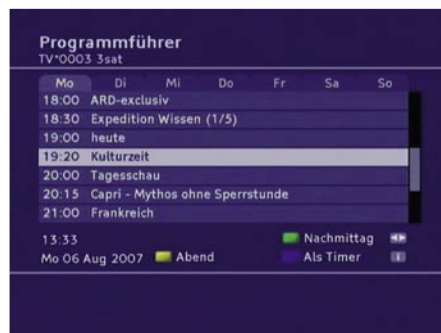 Programmführer
TV*0003 3sat
Mo Di Mi Do Fr Sa So
18:00 ARD-exclusiv
18:30 Expedition Wissen (1/5)
19:00 heute
19:20 Kulturzeit
20:00 Tagesschau
20:15 Capri - Mythos ohne Sperrstunde
21:00 Frankreich
13:33 Nachmittag
Mo 06 Aug 2007 Abend Als Timer i